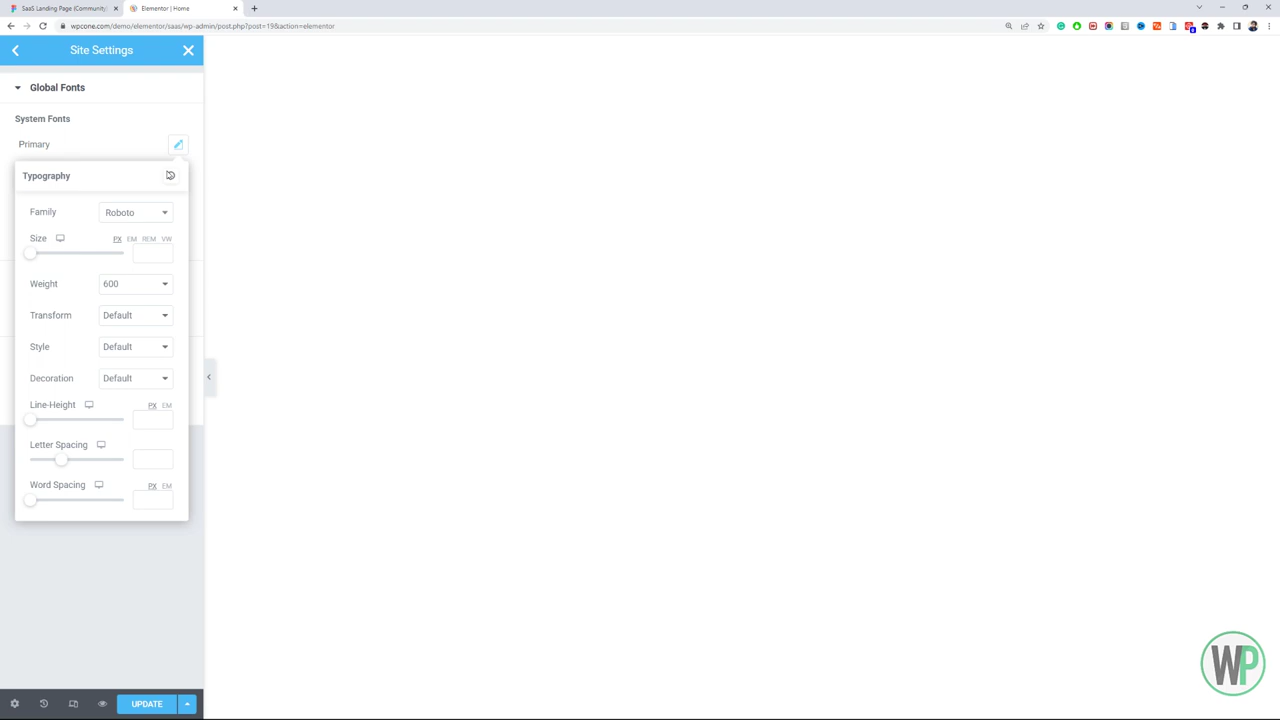 SaaS Landing Page (Community)
Elementor | Home
wpcone.com/demo/elementor/saas/wp-admin/post.php?post=19&action=elementor
Site Settings
Global Fonts
System Fonts
Primary
Typography
Family
Roboto
Size
PX EM REM VW
Weight
600
Transform
Default
Style
Default
Decoration
Default
Line-Height
PX EM
Letter Spacing
Word Spacing
PX EM
UPDATE
WP